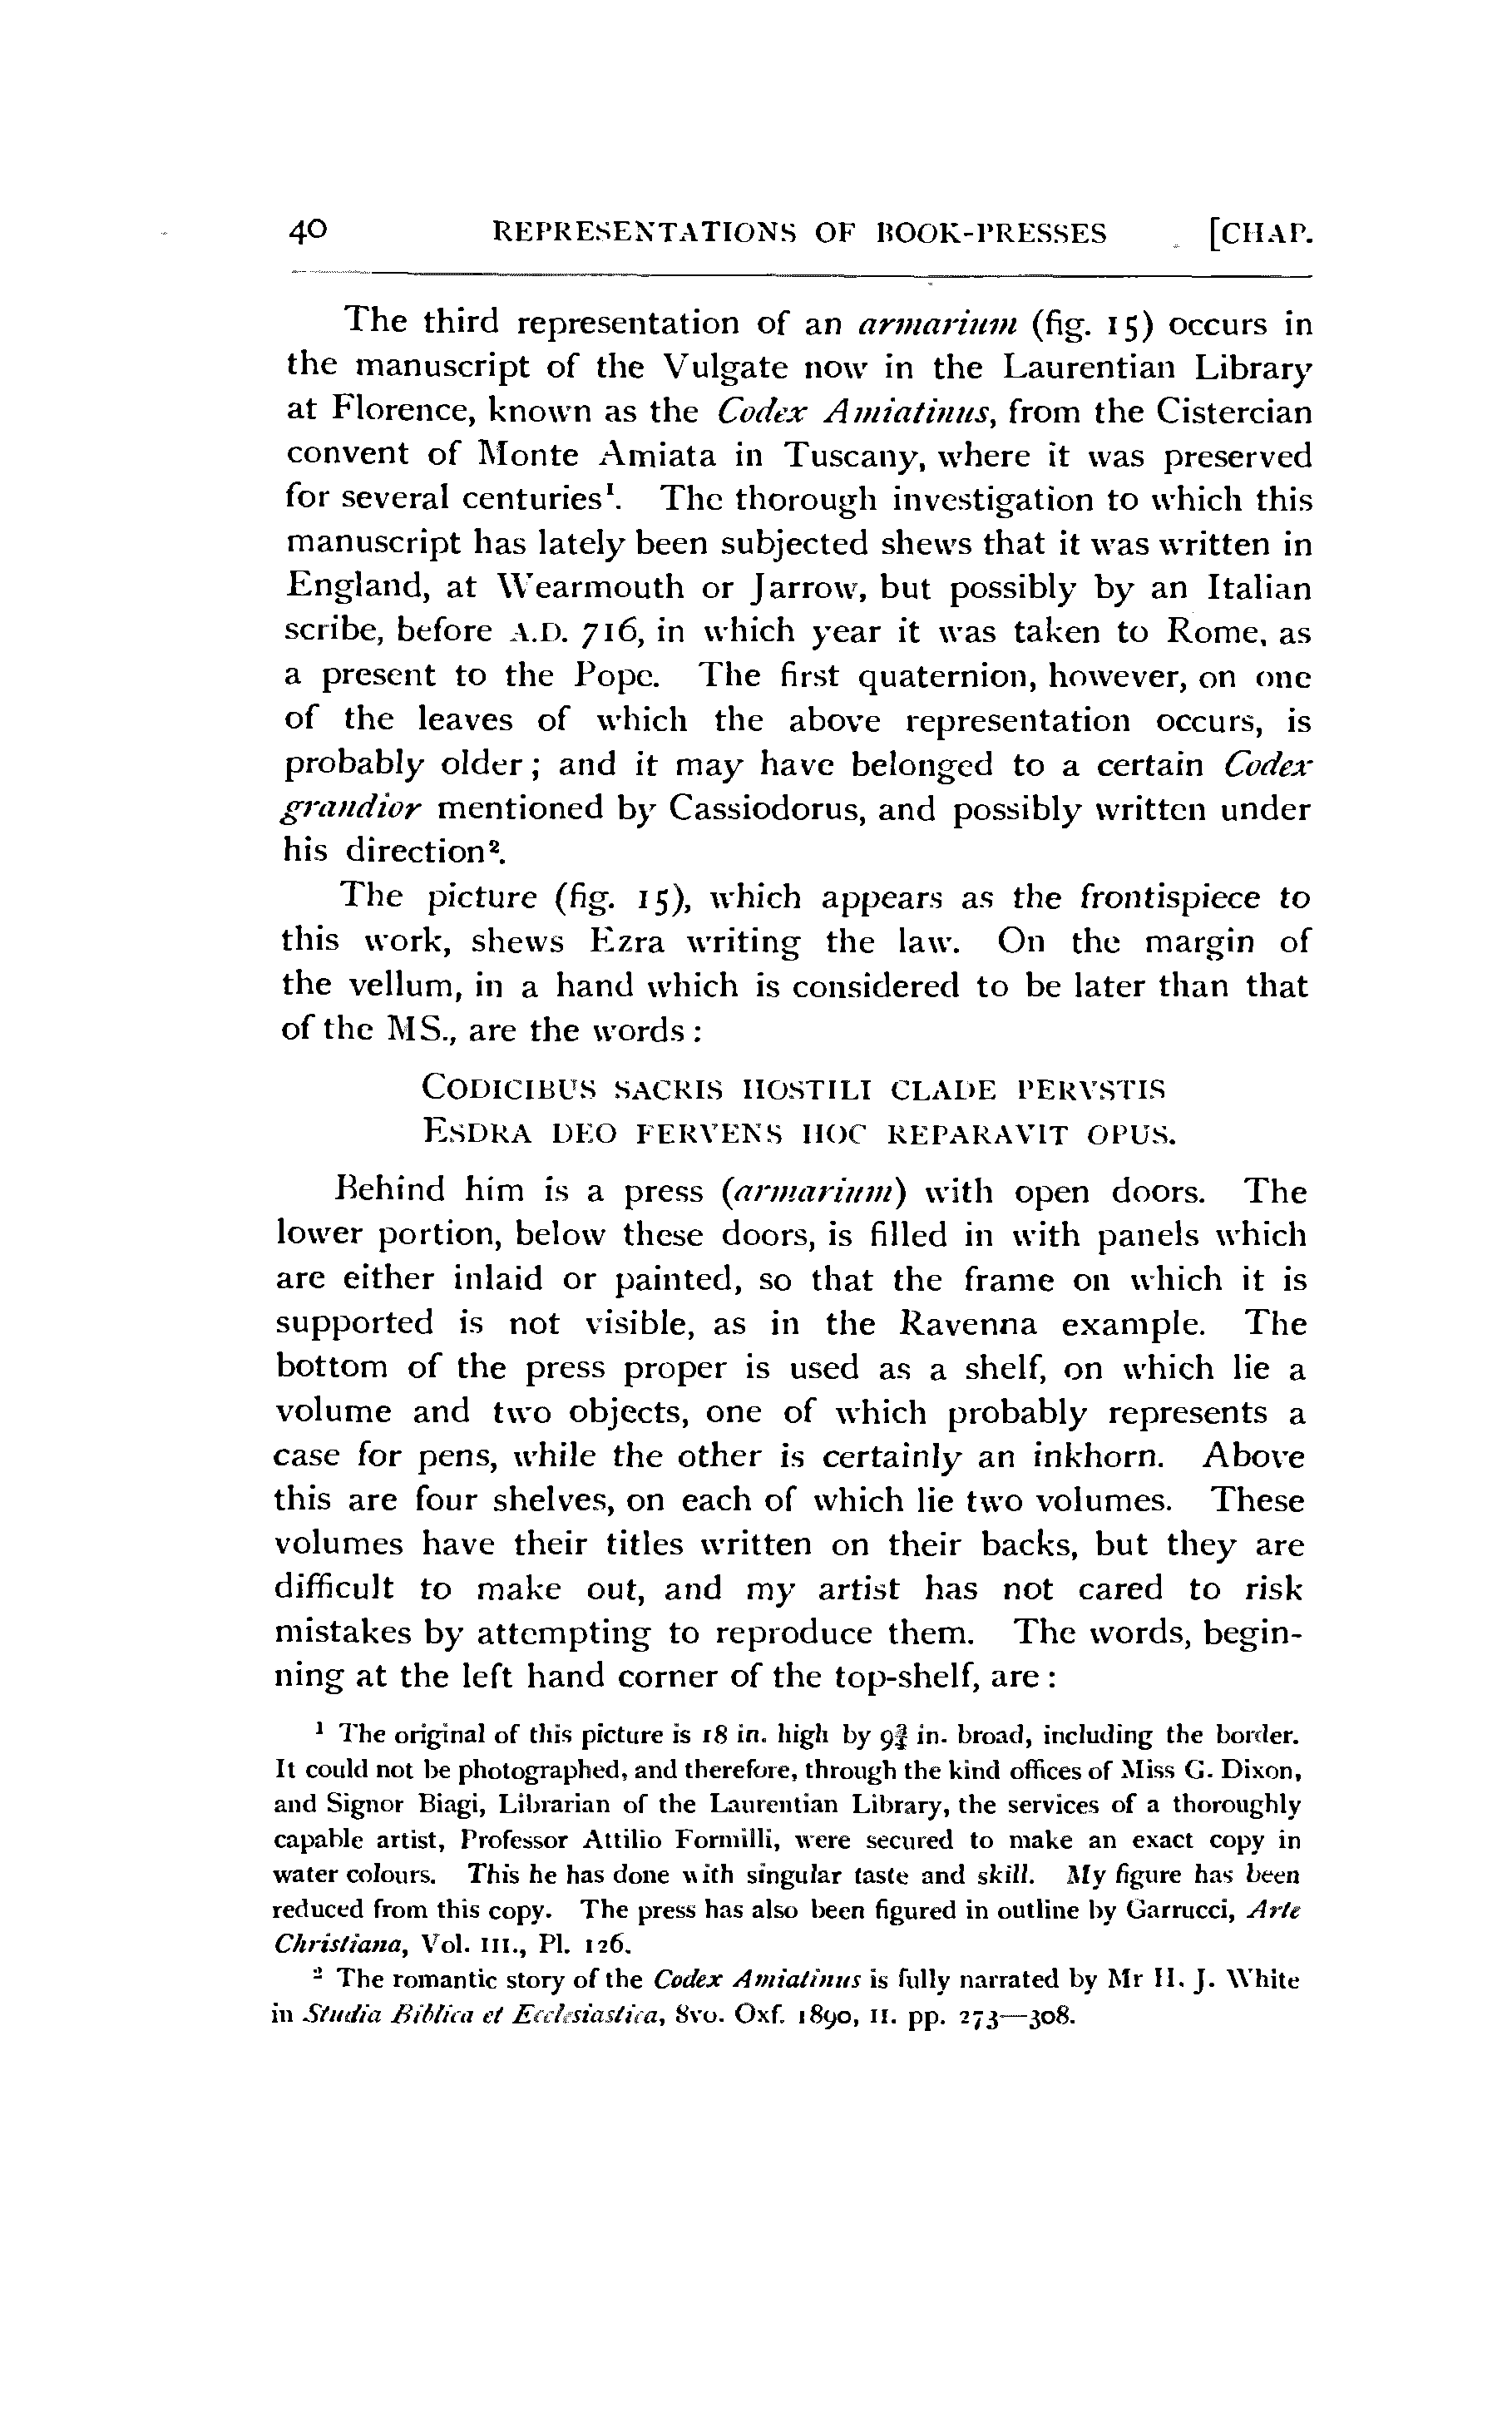 40 REPRESENTATIONS OF BOOK-PRESSES [CHAP.
The third representation of an armarium (fig. 15) occurs in
the manuscript of the Vulgate now in the Laurentian Library
at Florence, known as the Codex Amiatinus, from the Cistercian
convent of Monte Amiata in Tuscany, where it was preserved
for several centuries¹. The thorough investigation to which this
manuscript has lately been subjected shews that it was written in
England, at Wearmouth or Jarrow, but possibly by an Italian
scribe, before A.D. 716, in which year it was taken to Rome, as
a present to the Pope. The first quaternion, however, on one
of the leaves of which the above representation occurs, is
probably older; and it may have belonged to a certain Codex
grandior mentioned by Cassiodorus, and possibly written under
his direction².
The picture (fig. 15), which appears as the frontispiece to
this work, shews Ezra writing the law. On the margin of
the vellum, in a hand which is considered to be later than that
of the MS., are the words:
CODICIBUS SACRIS HOSTILI CLADE PERVSTIS
ESDRA DEO FERVENS HOC REPARAVIT OPUS.
Behind him is a press (armarium) with open doors. The
lower portion, below these doors, is filled in with panels which
are either inlaid or painted, so that the frame on which it is
supported is not visible, as in the Ravenna example. The
bottom of the press proper is used as a shelf, on which lie a
volume and two objects, one of which probably represents a
case for pens, while the other is certainly an inkhorn. Above
this are four shelves, on each of which lie two volumes. These
volumes have their titles written on their backs, but they are
difficult to make out, and my artist has not cared to risk
mistakes by attempting to reproduce them. The words, begin-
ning at the left hand corner of the top-shelf, are:
¹ The original of this picture is 18 in. high by 9¾ in. broad, including the border.
It could not be photographed, and therefore, through the kind offices of Miss G. Dixon,
and Signor Biagi, Librarian of the Laurentian Library, the services of a thoroughly
capable artist, Professor Attilio Formilli, were secured to make an exact copy in
water colours. This he has done with singular taste and skill. My figure has been
reduced from this copy. The press has also been figured in outline by Garrucci, Arte
Christiana, Vol. III., Pl. 126.
² The romantic story of the Codex Amiatinus is fully narrated by Mr H. J. White
in Studia Biblica et Ecclesiastica, 8vo. Oxf. 1890, II. pp. 273—308.